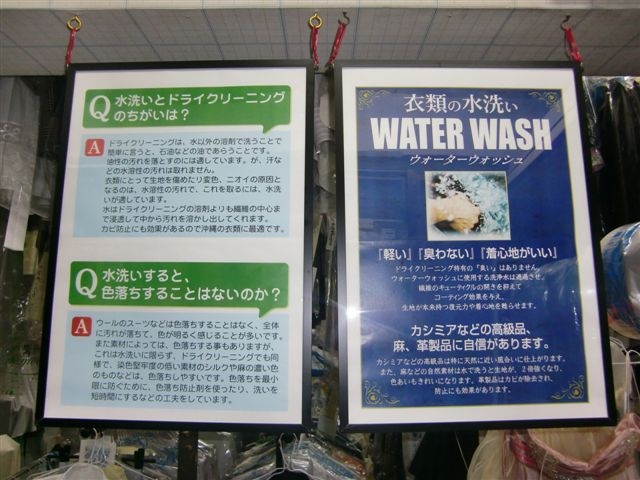 Q 水洗いとドライクリーニング
のちがいは？
A ドライクリーニングは、水以外の溶剤で洗うことで
簡単に言うと、石油などの油であらうことです。
油性の汚れを落とすのには適しています。が、汗な
どの水溶性の汚れは取れません。
衣類にとって生地を傷めたり変色、ニオイの原因と
なるのは、水溶性の汚れで、これを取るには、水洗
いが適しています。
水はドライクリーニングの溶剤よりも繊維の中心ま
で浸透して中から汚れを溶かし出してくれます。
カビ防止にも効果があるので沖縄の衣類に最適です。
Q 水洗いすると、
色落ちすることはないのか？
A ウールのスーツなどは色落ちすることはなく、全体
に汚れが落ちて、色が明るく感じることが多いです。
また素材によっては、色落ちする事もありますが、
これは水洗いに限らず、ドライクリーニングでも同
様で、染色堅牢度の低い素材のシルクや麻の濃い色
のものなどは、色落ちしやすいです。色落ちを最小
限に防ぐために、色落ち防止剤を使ったり、洗いを
短時間にするなどの工夫をしています。
衣類の水洗い
WATER WASH
ウォーターウォッシュ
『軽い』『臭わない』『着心地がいい』
ドライクリーニング特有の「臭い」はありません。
ウォーターウォッシュに使用する洗浄水は浸透させ、
繊維のキューティクルの開きを抑えて
コーティング効果を与え、
生地が本来持つ復元力や着心地を甦らせます。
カシミアなどの高級品、
麻、革製品に自信があります。
カシミアなどの高級品は特に天然に近い風合いに仕上がります。
また、麻などの自然素材は水で洗うと生地が、2倍強くなり、
色あいもきれいになります。革製品はカビが除去され、
防止にも効果があります。